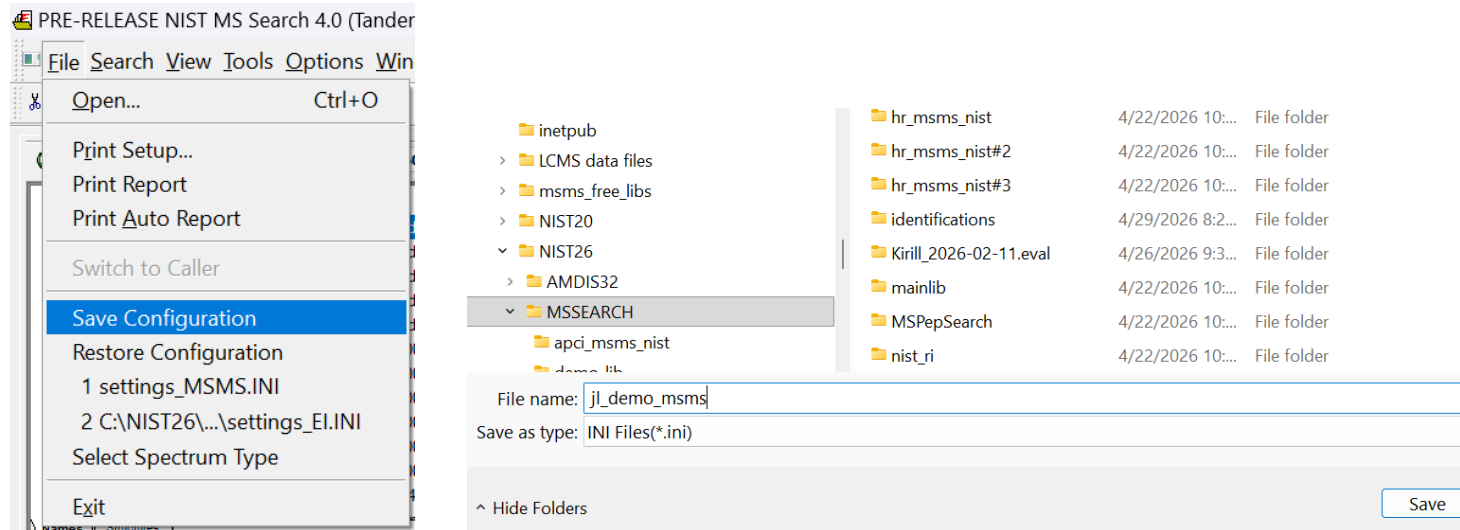 PRE-RELEASE NIST MS Search 4.0 (Tander
File Search View Tools Options Win
Open... Ctrl+O
Print Setup...
Print Report
Print Auto Report
Switch to Caller
Save Configuration
Restore Configuration
1 settings_MSMS.INI
2 C:\NIST26\...\settings_EI.INI
Select Spectrum Type
Exit
inetpub
LCMS data files
msms_free_libs
NIST20
NIST26
AMDIS32
MSSEARCH
apci_msms_nist
demo_lib
hr_msms_nist 4/22/2026 10:... File folder
hr_msms_nist#2 4/22/2026 10:... File folder
hr_msms_nist#3 4/22/2026 10:... File folder
identifications 4/29/2026 8:2... File folder
Kirill_2026-02-11.eval 4/26/2026 9:3... File folder
mainlib 4/22/2026 10:... File folder
MSPepSearch 4/22/2026 10:... File folder
nist_ri 4/22/2026 10:... File folder
File name: jl_demo_msms
Save as type: INI Files(*.ini)
Hide Folders
Save